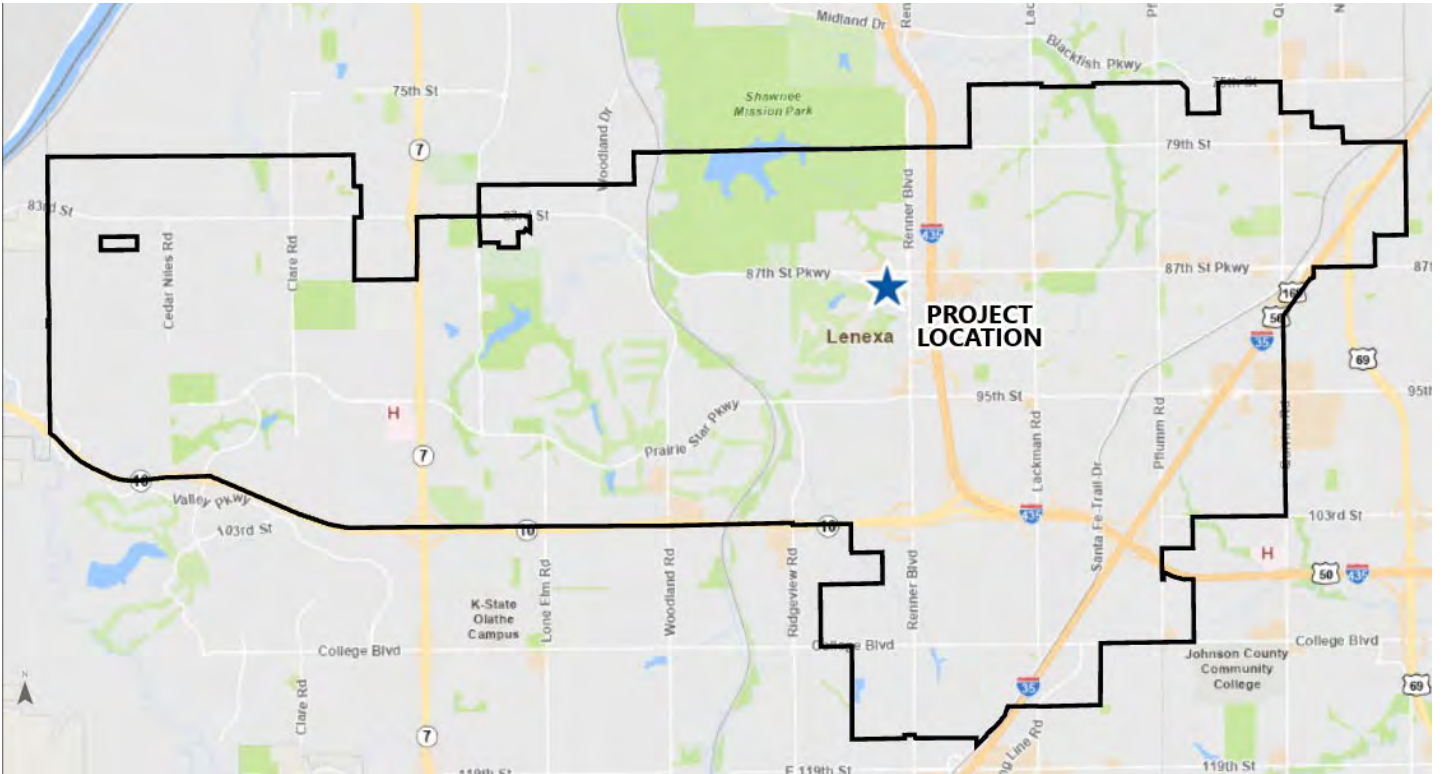 Midland Dr
Blackfish Pkwy
75th St
75th St
Shawnee
Mission Park
Woodland Dr
7
79th St
83rd St
83rd St
Renner Blvd
435
Cedar Niles Rd
Clare Rd
87th St Pkwy
87th St Pkwy
PROJECT
LOCATION
Lenexa
50
35
69
95th St
H
Prairie Star Pkwy
7
Lackman Rd
Pflumm Rd
Santa Fe Trail Dr
10
Valley Pkwy
103rd St
10
10
435
103rd St
H
50
435
Lone Elm Rd
Woodland Rd
Ridgeview Rd
Renner Blvd
K-State
Olathe
Campus
College Blvd
College Blvd
College Blvd
Johnson County
Community
College
Clare Rd
N
35
69
7
119th St
E 119th St
119th St